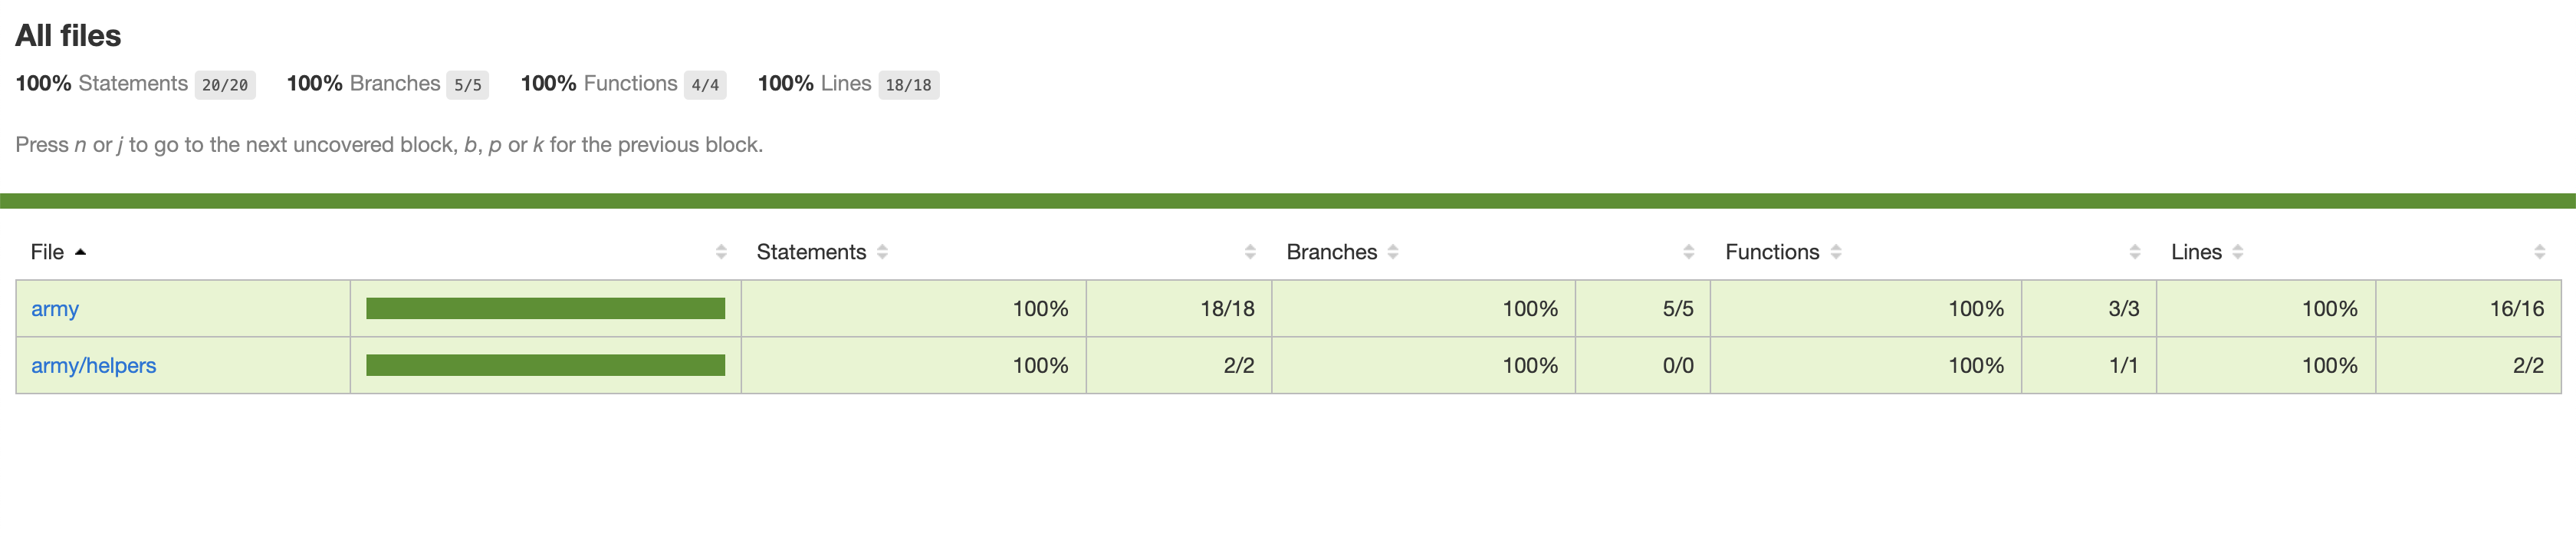 All files
100% Statements 20/20 100% Branches 5/5 100% Functions 4/4 100% Lines 18/18
Press n or j to go to the next uncovered block, b, p or k for the previous block.
File Statements Branches Functions Lines
army 100% 18/18 100% 5/5 100% 3/3 100% 16/16
army/helpers 100% 2/2 100% 0/0 100% 1/1 100% 2/2